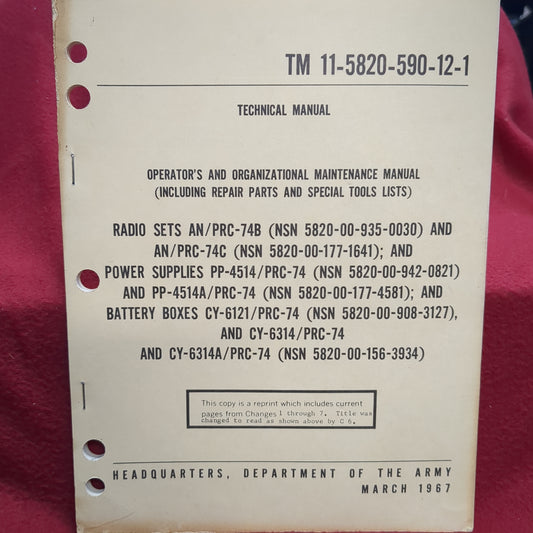 TM 11-5820-590-12-1
TECHNICAL MANUAL
OPERATOR'S AND ORGANIZATIONAL MAINTENANCE MANUAL
(INCLUDING REPAIR PARTS AND SPECIAL TOOLS LISTS)
RADIO SETS AN/PRC-74B (NSN 5820-00-935-0030) AND
AN/PRC-74C (NSN 5820-00-177-1641); AND
POWER SUPPLIES PP-4514/PRC-74 (NSN 5820-00-942-0821)
AND PP-4514A/PRC-74 (NSN 5820-00-177-4581); AND
BATTERY BOXES CY-6121/PRC-74 (NSN 5820-00-908-3127),
AND CY-6314/PRC-74
AND CY-6314A/PRC-74 (NSN 5820-00-156-3934)
This copy is a reprint which includes current
pages from Changes 1 through 7. Title was
changed to read as shown above by C 6.
HEADQUARTERS, DEPARTMENT OF THE ARMY
MARCH 1967